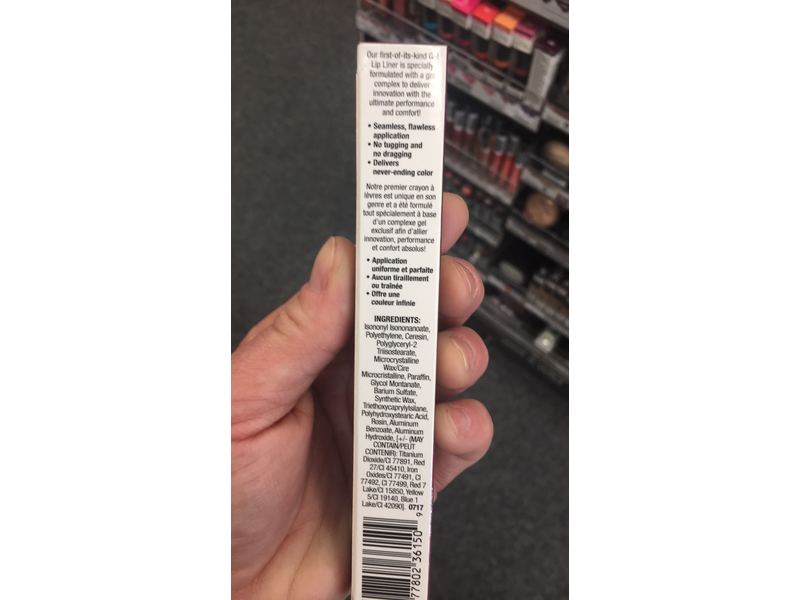 Our first-of-its-kind Gel
Lip Liner is specially
formulated with a gel
complex to deliver
innovation with the
ultimate performance
and comfort!
• Seamless, flawless
application
• No tugging and
no dragging
• Delivers
never-ending color
Notre premier crayon à
lèvres est unique en son
genre et a été formulé
tout spécialement à base
d'un complexe gel
exclusif afin d'allier
innovation, performance
et confort absolus!
• Application
uniforme et parfaite
• Aucun tiraillement
ou traînée
• Offre une
couleur infinie
INGREDIENTS:
Isononyl Isononanoate,
Polyethylene, Ceresin,
Polyglyceryl-2
Triisostearate,
Microcrystalline
Wax/Cire
Microcristalline, Paraffin,
Glycol Montanate,
Barium Sulfate,
Synthetic Wax,
Triethoxycaprylylsilane,
Polyhydroxystearic Acid,
Rosin, Aluminum
Benzoate, Aluminum
Hydroxide, [+/- (MAY
CONTAIN/PEUT
CONTENIR): Titanium
Dioxide/CI 77891, Red
27/CI 45410, Iron
Oxides/CI 77491, CI
77492, CI 77499, Red 7
Lake/CI 15850, Yellow
5/CI 19140, Blue 1
Lake/CI 42090]. 0717
77802 36150 9